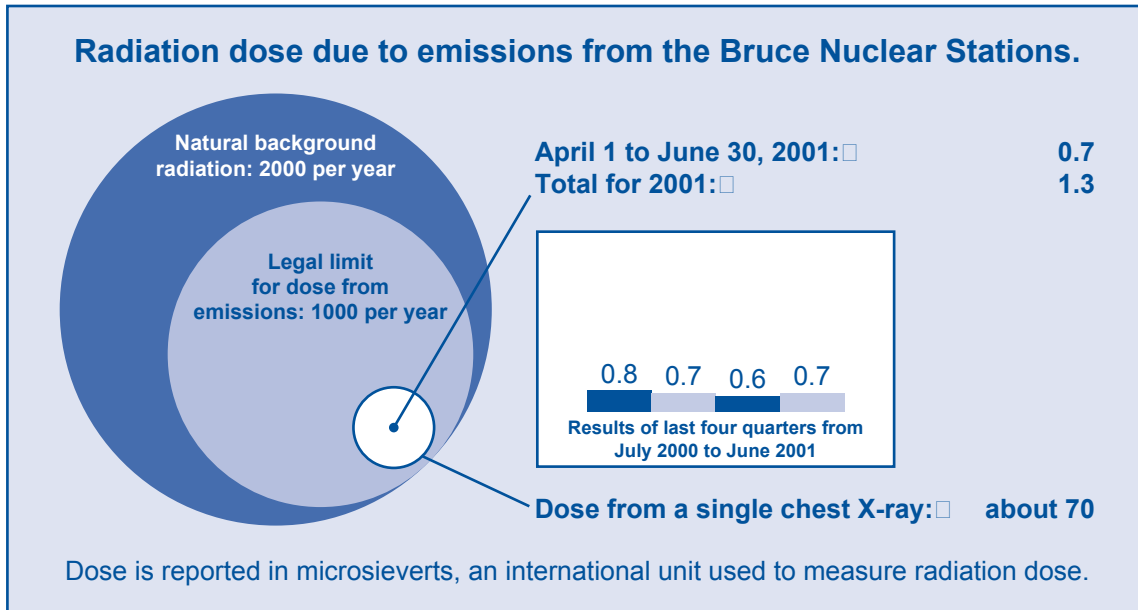 Radiation dose due to emissions from the Bruce Nuclear Stations.
Natural background
radiation: 2000 per year
Legal limit
for dose from
emissions: 1000 per year
April 1 to June 30, 2001:□ 0.7
Total for 2001:□ 1.3
0.8 0.7 0.6 0.7
Results of last four quarters from
July 2000 to June 2001
Dose from a single chest X-ray:□ about 70
Dose is reported in microsieverts, an international unit used to measure radiation dose.